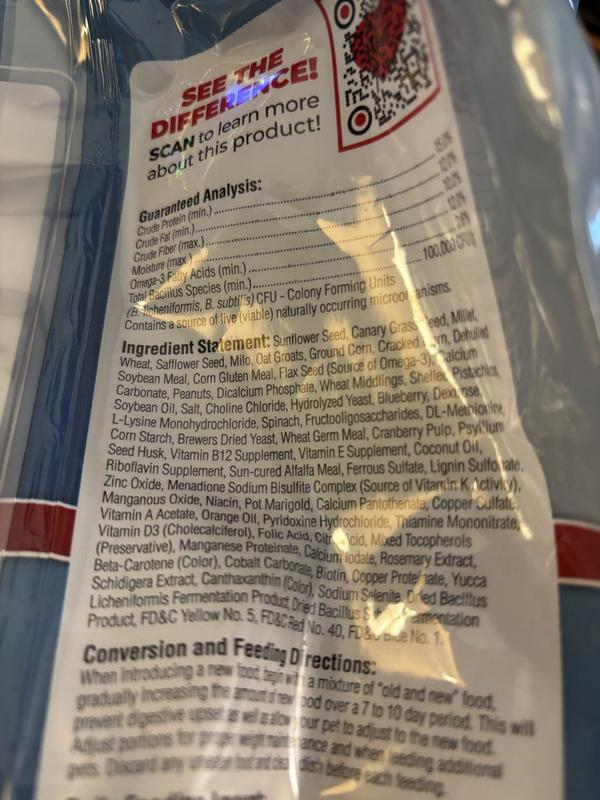 SEE THE
DIFFERENCE!
SCAN to learn more
about this product!
Guaranteed Analysis:
Crude Protein (min.) 15.0%
Crude Fat (min.) 12.0%
Crude Fiber (max.) 12.0%
Moisture (max.) 12.0%
Omega-3 Fatty Acids (min.)
Total Bacillus Species (min.) 100,000 CFU/
(B. licheniformis, B. subtilis) CFU - Colony Forming Units
Contains a source of live (viable) naturally occurring microorganisms.
Ingredient Statement: Sunflower Seed, Canary Grass Seed, Millet,
Wheat, Safflower Seed, Milo, Oat Groats, Ground Corn, Cracked Corn, Dehulled
Soybean Meal, Corn Gluten Meal, Flax Seed (Source of Omega-3), Calcium
Carbonate, Peanuts, Dicalcium Phosphate, Wheat Middlings, Shelled Pistachios,
Soybean Oil, Salt, Choline Chloride, Hydrolyzed Yeast, Blueberry, Dextrose,
L-Lysine Monohydrochloride, Spinach, Fructooligosaccharides, DL-Methionine,
Corn Starch, Brewers Dried Yeast, Wheat Germ Meal, Cranberry Pulp, Psyllium
Seed Husk, Vitamin B12 Supplement, Vitamin E Supplement, Coconut Oil,
Riboflavin Supplement, Sun-cured Alfalfa Meal, Ferrous Sulfate, Lignin Sulfonate,
Zinc Oxide, Menadione Sodium Bisulfite Complex (Source of Vitamin K Activity),
Manganous Oxide, Niacin, Pot Marigold, Calcium Pantothenate, Copper Sulfate,
Vitamin A Acetate, Orange Oil, Pyridoxine Hydrochloride, Thiamine Mononitrate,
Vitamin D3 (Cholecalciferol), Folic Acid, Citric Acid, Mixed Tocopherols
(Preservative), Manganese Proteinate, Calcium Iodate, Rosemary Extract,
Beta-Carotene (Color), Cobalt Carbonate, Biotin, Copper Proteinate, Yucca
Schidigera Extract, Canthaxanthin (Color), Sodium Selenite, Dried Bacillus
Licheniformis Fermentation Product, Dried Bacillus Subtilis Fermentation
Product, FD&C Yellow No. 5, FD&C Red No. 40, FD&C Blue No. 1.
Conversion and Feeding Directions:
When introducing a new food, begin with a mixture of "old and new" food,
gradually increasing the amount of new food over a 7 to 10 day period. This will
prevent digestive upset as well as allow your pet to adjust to the new food.
Adjust portions for proper weight maintenance and when feeding additional
pets. Discard any uneaten food and clean dish before each feeding.